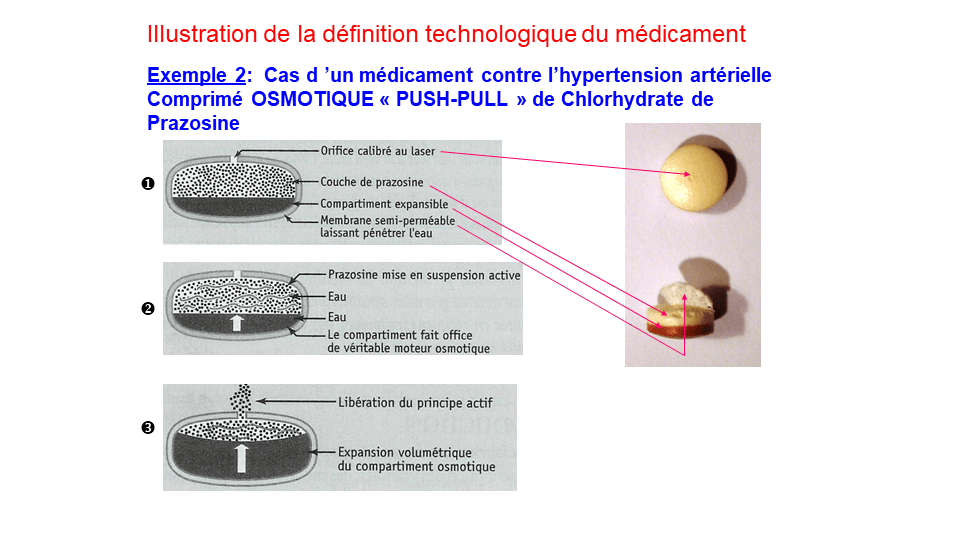 Illustration de la définition technologique du médicament
Exemple 2: Cas d ’un médicament contre l’hypertension artérielle
Comprimé OSMOTIQUE « PUSH-PULL » de Chlorhydrate de
Prazosine
❶
Orifice calibré au laser
Couche de prazosine
Compartiment expansible
Membrane semi-perméable
laissant pénétrer l'eau
❷
Prazosine mise en suspension active
Eau
Eau
Le compartiment fait office
de véritable moteur osmotique
❸
Libération du principe actif
Expansion volumétrique
du compartiment osmotique